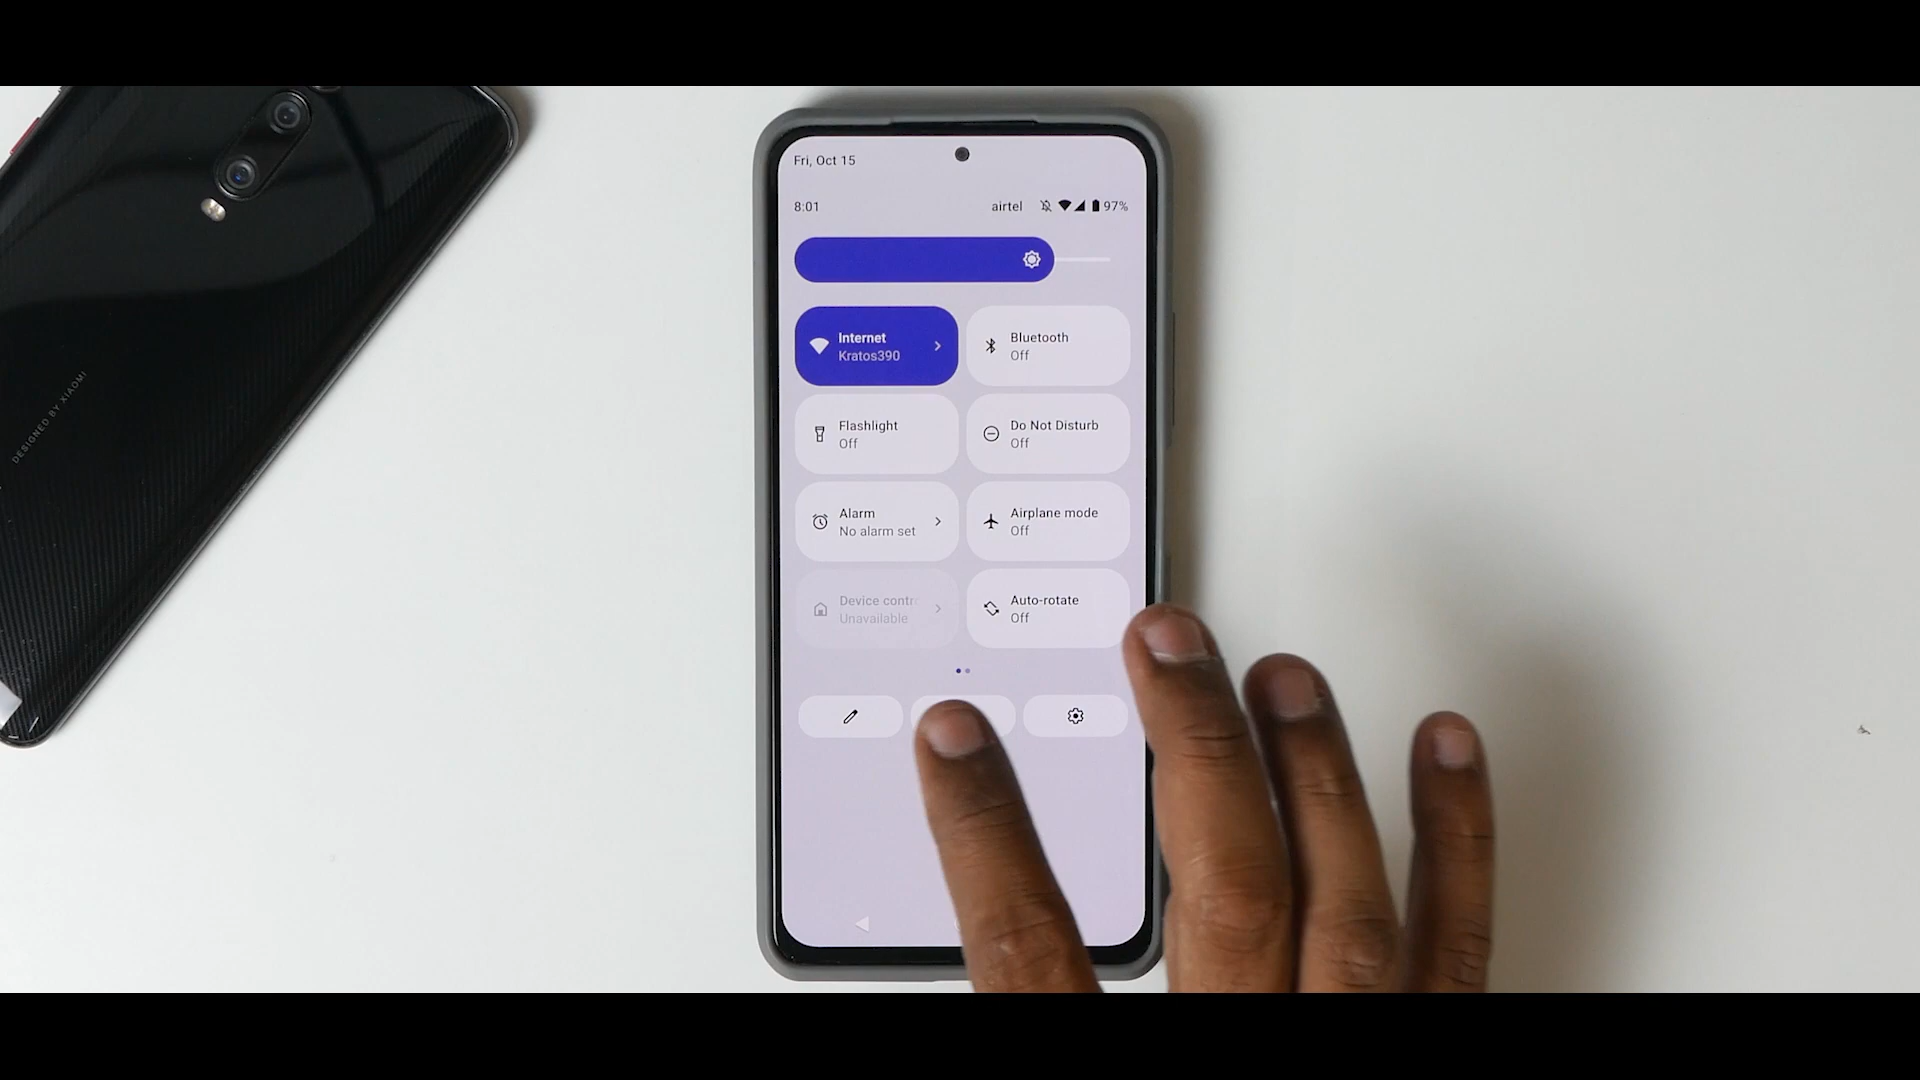 DESIGNED BY XIAOMI
Fri, Oct 15
8:01 airtel 97%
Internet
Kratos390
Bluetooth
Off
Flashlight
Off
Do Not Disturb
Off
Alarm
No alarm set
Airplane mode
Off
Device contr
Unavailable
Auto-rotate
Off